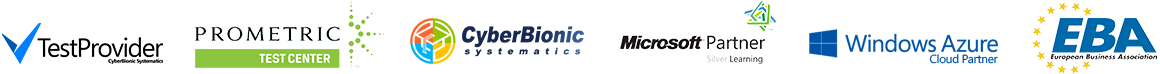 TestProvider
CyberBionic Systematics
PROMETRIC
TEST CENTER
CyberBionic
systematics
Microsoft Partner
Silver Learning
Windows Azure
Cloud Partner
EBA
European Business Association